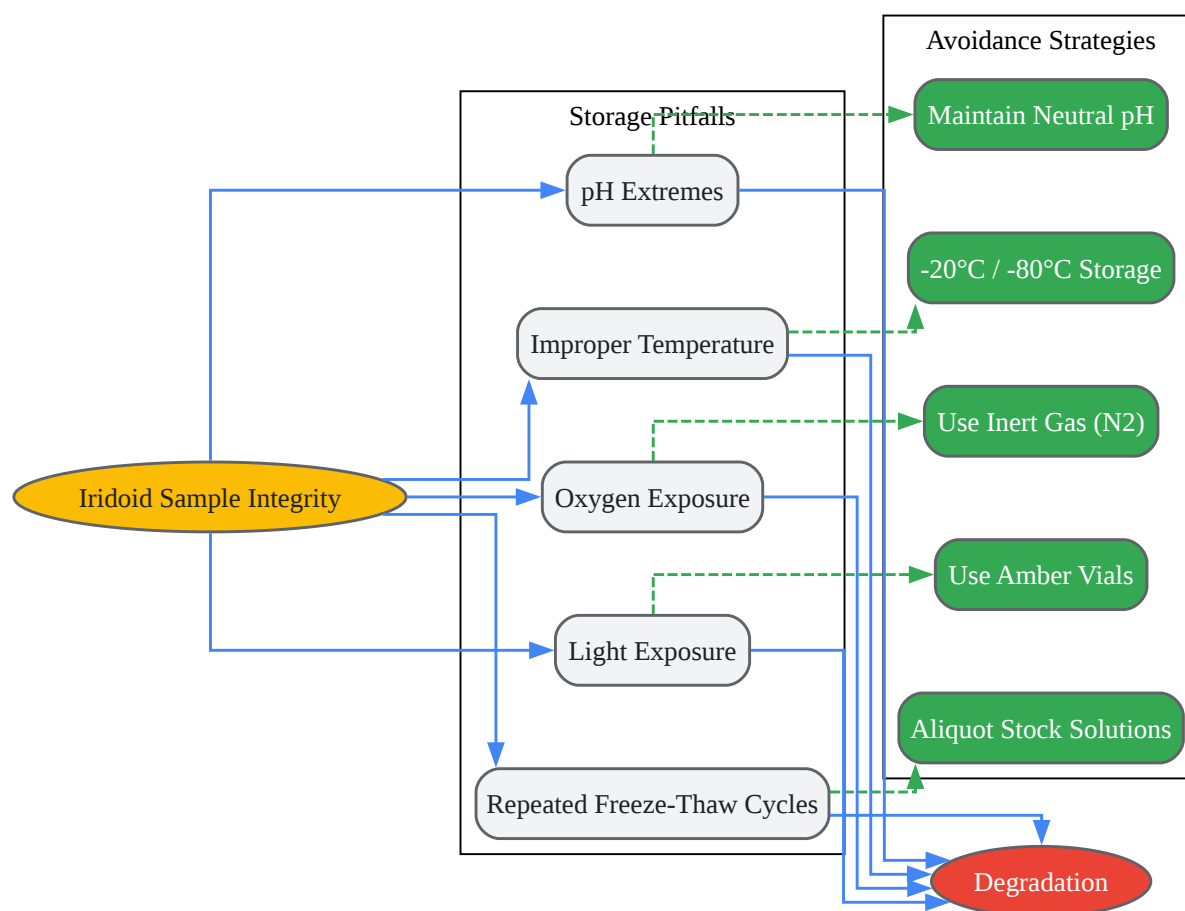 Avoidance Strategies
Storage Pitfalls
Maintain Neutral pH
pH Extremes
-20°C / -80°C Storage
Improper Temperature
Use Inert Gas (N2)
Iridoid Sample Integrity
Oxygen Exposure
Use Amber Vials
Light Exposure
Aliquot Stock Solutions
Repeated Freeze-Thaw Cycles
Degradation